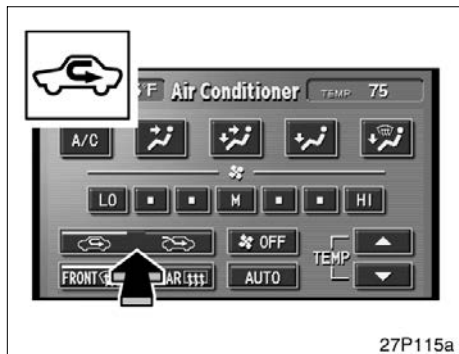 °F Air Conditioner TEMP 75
A/C
LO M HI
OFF
TEMP
FRONT AR AUTO
27P115a